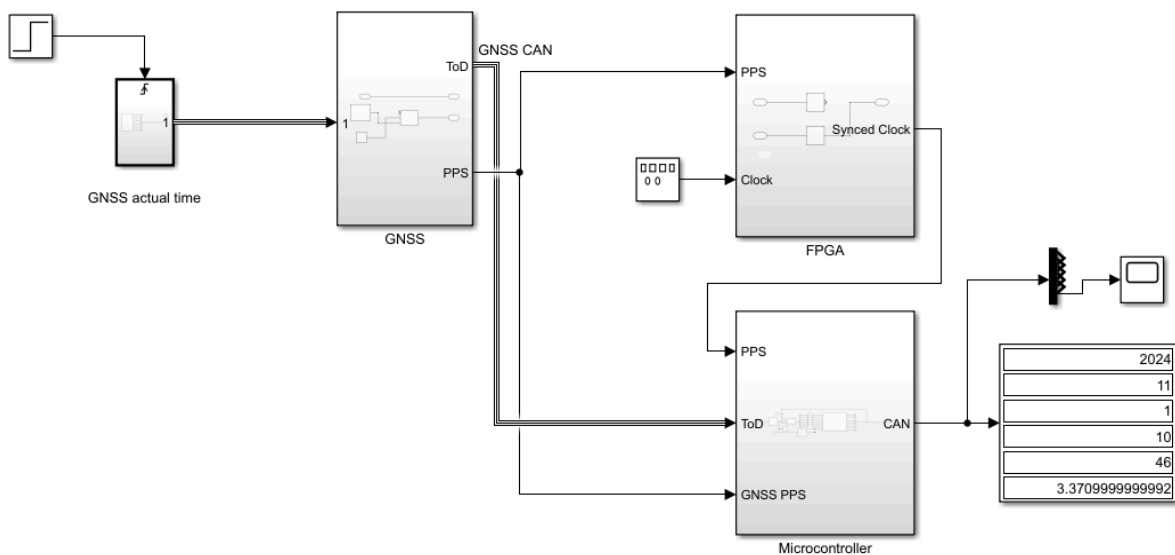 GNSS CAN
ToD
1
1
PPS
GNSS actual time
GNSS
PPS
Synced Clock
Clock
FPGA
PPS
ToD
CAN
GNSS PPS
Microcontroller
2024
11
1
10
46
3.3709999999992